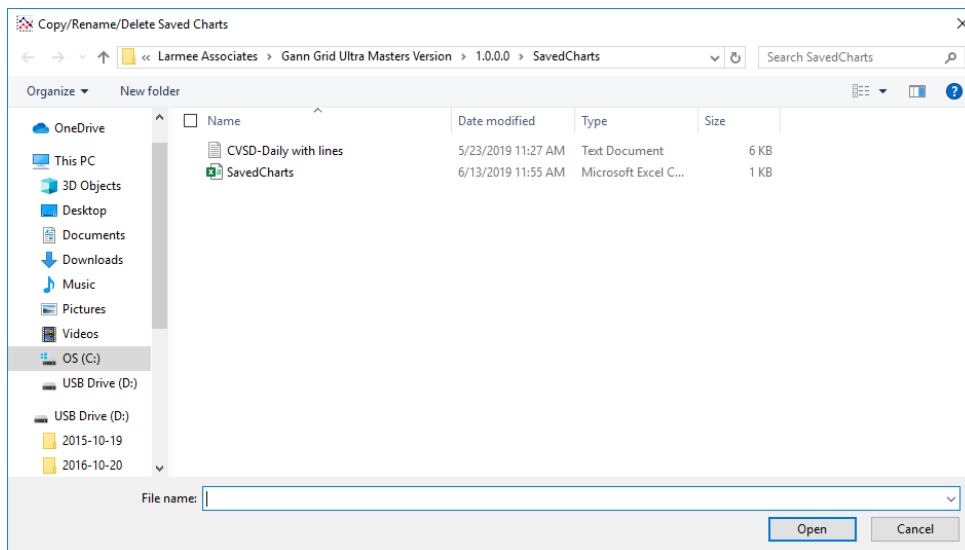 Copy/Rename/Delete Saved Charts
« Larmee Associates > Gann Grid Ultra Masters Version > 1.0.0.0 > SavedCharts
Search SavedCharts
Organize
New folder
?
Name
Date modified
Type
Size
OneDrive
This PC
3D Objects
Desktop
Documents
Downloads
Music
Pictures
Videos
OS (C:)
USB Drive (D:)
USB Drive (D:)
2015-10-19
2016-10-20
CVSD-Daily with lines 5/23/2019 11:27 AM Text Document 6 KB
SavedCharts 6/13/2019 11:55 AM Microsoft Excel C... 1 KB
File name:
Open
Cancel